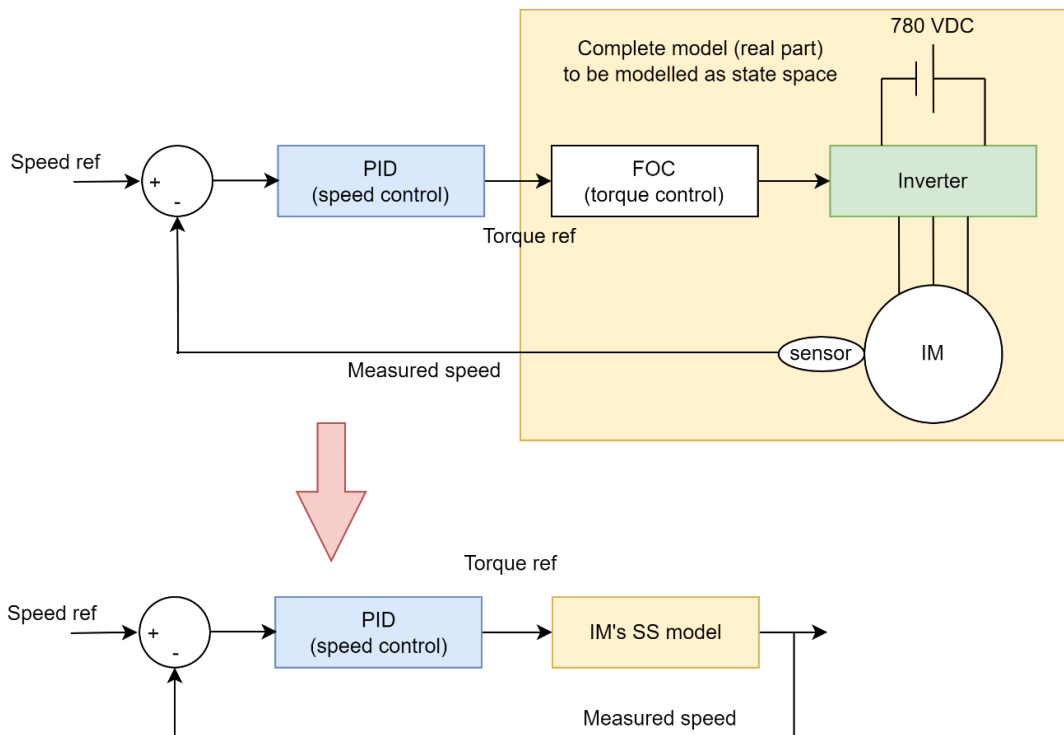 780 VDC
Complete model (real part)
to be modelled as state space
Speed ref
+
-
PID
(speed control)
Torque ref
FOC
(torque control)
Inverter
sensor
IM
Measured speed
Torque ref
Speed ref
+
-
PID
(speed control)
IM's SS model
Measured speed